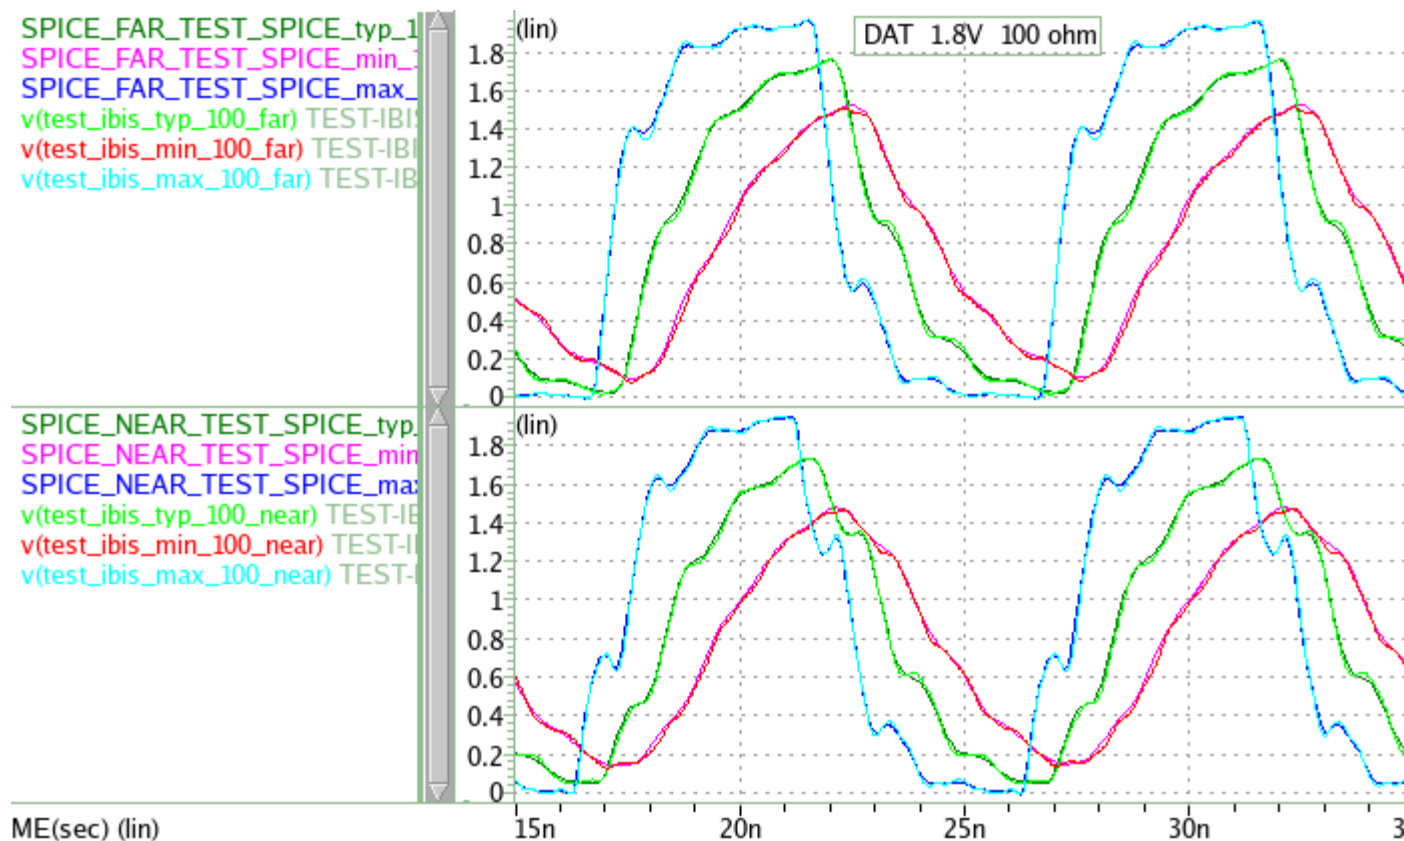 SPICE_FAR_TEST_SPICE_typ_1
SPICE_FAR_TEST_SPICE_min_
SPICE_FAR_TEST_SPICE_max_
v(test_ibis_typ_100_far) TEST-IBI
v(test_ibis_min_100_far) TEST-IBI
v(test_ibis_max_100_far) TEST-IB
(lin)
DAT 1.8V 100 ohm
1.8
1.6
1.4
1.2
1
0.8
0.6
0.4
0.2
0
SPICE_NEAR_TEST_SPICE_typ_
SPICE_NEAR_TEST_SPICE_min
SPICE_NEAR_TEST_SPICE_max
v(test_ibis_typ_100_near) TEST-IB
v(test_ibis_min_100_near) TEST-I
v(test_ibis_max_100_near) TEST-
(lin)
1.8
1.6
1.4
1.2
1
0.8
0.6
0.4
0.2
0
ME(sec) (lin)
15n 20n 25n 30n